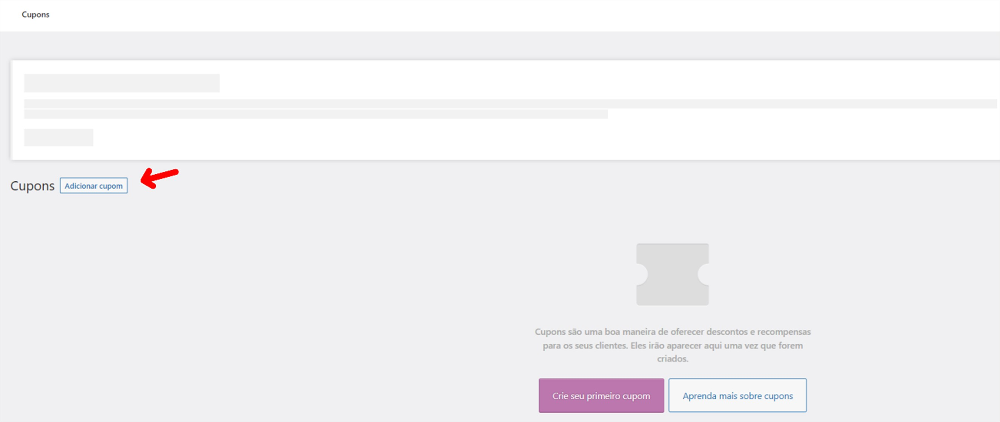 Cupons
Cupons
Adicionar cupom
Cupons são uma boa maneira de oferecer descontos e recompensas
para os seus clientes. Eles irão aparecer aqui uma vez que forem
criados.
Crie seu primeiro cupom
Aprenda mais sobre cupons